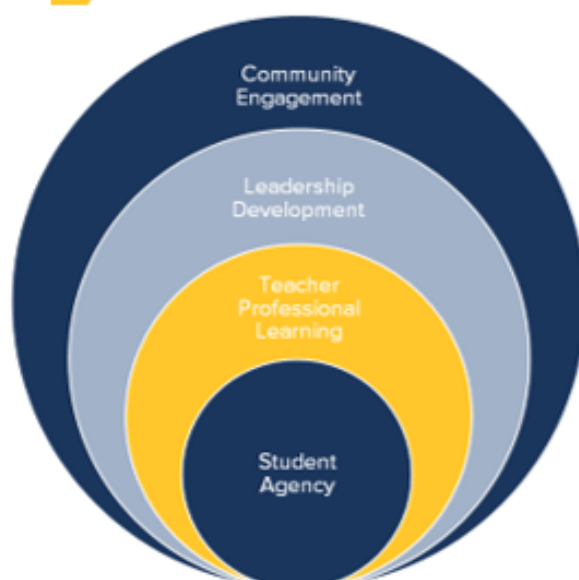 Community
Engagement
Leadership
Development
Teacher
Professional
Learning
Student
Agency